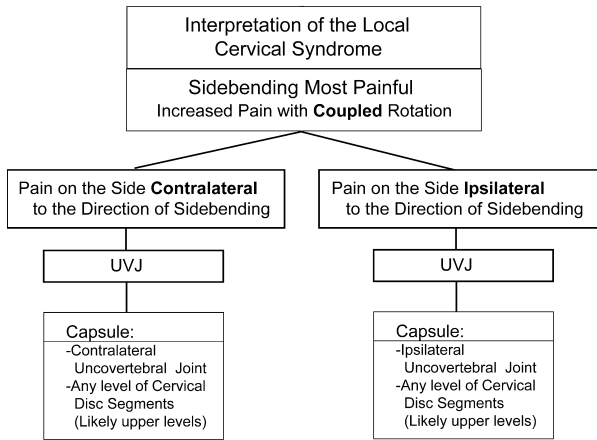 Interpretation of the Local
Cervical Syndrome
Sidebending Most Painful
Increased Pain with Coupled Rotation
Pain on the Side Contralateral
to the Direction of Sidebending
UVJ
Capsule:
-Contralateral
Uncovertebral Joint
-Any level of Cervical
Disc Segments
(Likely upper levels)
Pain on the Side Ipsilateral
to the Direction of Sidebending
UVJ
Capsule:
-Ipsilateral
Uncovertebral Joint
-Any level of Cervical
Disc Segments
(Likely upper levels)